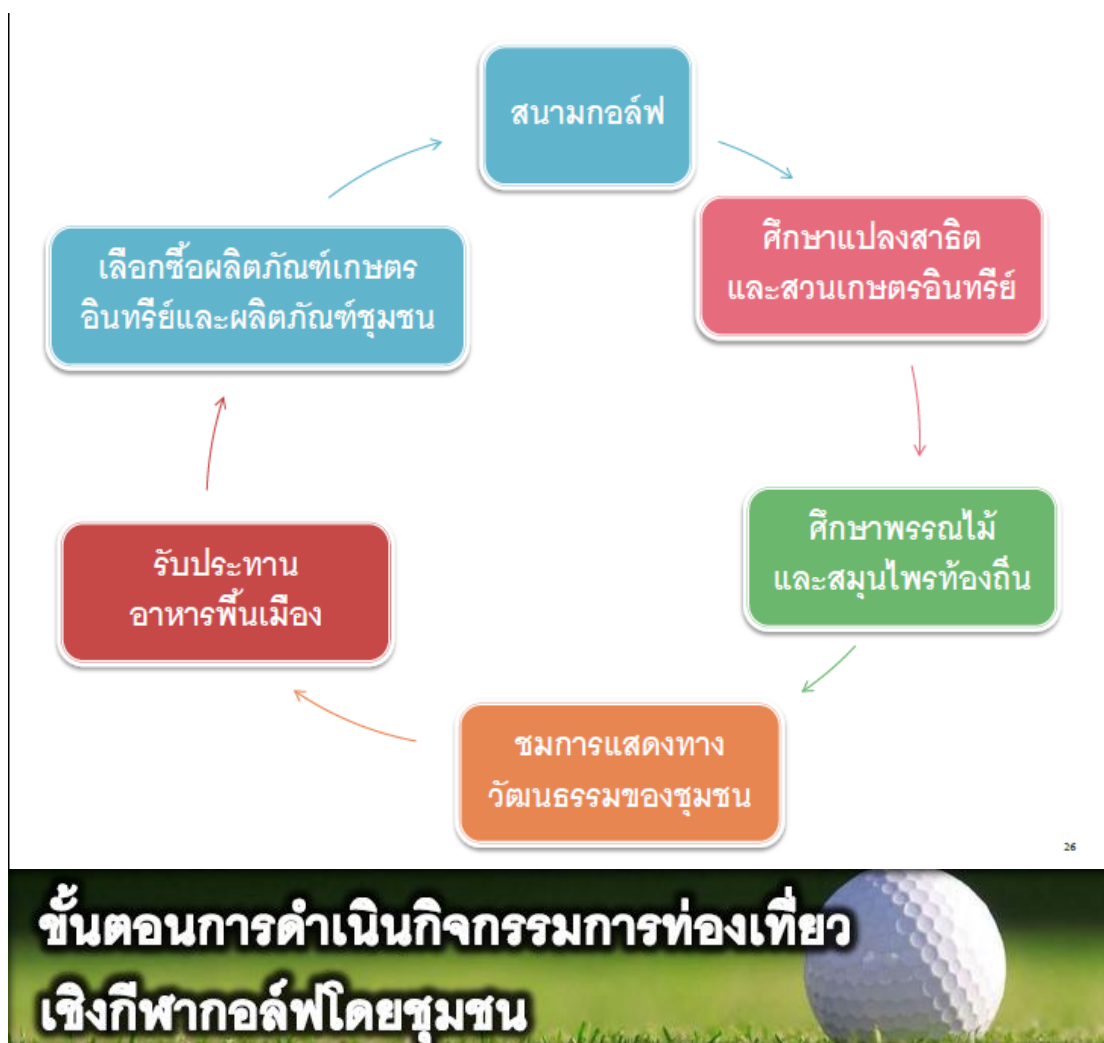 สนามกอล์ฟ
ศึกษาแปลงสาธิต
และสวนเกษตรอินทรีย์
ศึกษาพรรณไม้
และสมุนไพรท้องถิ่น
ชมการแสดงทาง
วัฒนธรรมของชุมชน
รับประทาน
อาหารพื้นเมือง
เลือกซื้อผลิตภัณฑ์เกษตร
อินทรีย์และผลิตภัณฑ์ชุมชน
26
ขั้นตอนการดำเนินกิจกรรมการท่องเที่ยว
เชิงกีฬากอล์ฟโดยชุมชน